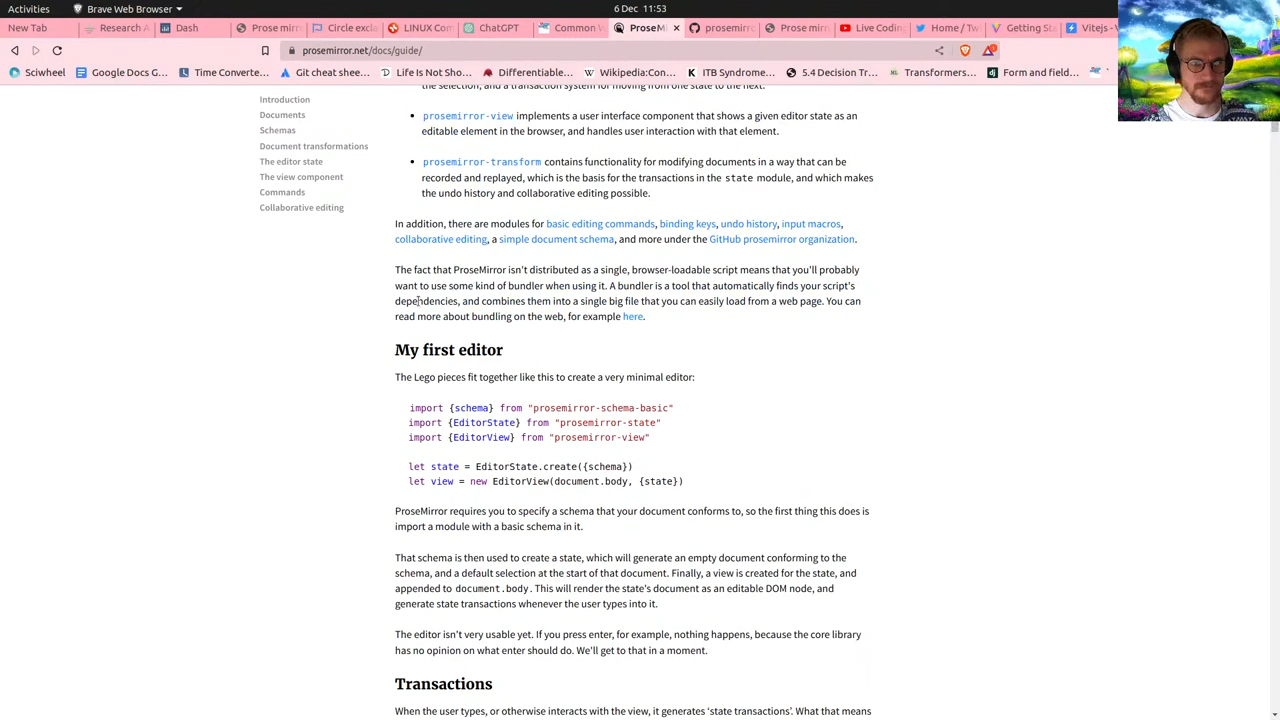 Activities
Brave Web Browser
6 Dec 11:53
New Tab
Research A
Dash
Prose mirr
Circle excl
LINUX Com
ChatGPT
Common W
ProseMi
prosemirr
Prose mirr
Live Coding
Home / Tw
Getting Sta
Vitejs -
prosemirror.net/docs/guide/
Sciwheel
Google Docs G...
Time Converte...
Git cheat shee...
Life Is Not Sho...
Differentiable...
Wikipedia:Con...
ITB Syndrome...
5.4 Decision Tr...
Transformers...
Form and field...
Introduction
Documents
Schemas
Document transformations
The editor state
The view component
Commands
Collaborative editing
the selection, and a transaction system for moving from one state to the next.
prosemirror-view implements a user interface component that shows a given editor state as an
editable element in the browser, and handles user interaction with that element.
prosemirror-transform contains functionality for modifying documents in a way that can be
recorded and replayed, which is the basis for the transactions in the state module, and which makes
the undo history and collaborative editing possible.
In addition, there are modules for basic editing commands, binding keys, undo history, input macros,
collaborative editing, a simple document schema, and more under the GitHub prosemirror organization.
The fact that ProseMirror isn't distributed as a single, browser-loadable script means that you'll probably
want to use some kind of bundler when using it. A bundler is a tool that automatically finds your script's
dependencies, and combines them into a single big file that you can easily load from a web page. You can
read more about bundling on the web, for example here.
My first editor
The Lego pieces fit together like this to create a very minimal editor:
import {schema} from "prosemirror-schema-basic"
import {EditorState} from "prosemirror-state"
import {EditorView} from "prosemirror-view"
let state = EditorState.create({schema})
let view = new EditorView(document.body, {state})
ProseMirror requires you to specify a schema that your document conforms to, so the first thing this does is
import a module with a basic schema in it.
That schema is then used to create a state, which will generate an empty document conforming to the
schema, and a default selection at the start of that document. Finally, a view is created for the state, and
appended to document.body. This will render the state's document as an editable DOM node, and
generate state transactions whenever the user types into it.
The editor isn't very usable yet. If you press enter, for example, nothing happens, because the core library
has no opinion on what enter should do. We'll get to that in a moment.
Transactions
When the user types, or otherwise interacts with the view, it generates 'state transactions'. What that means